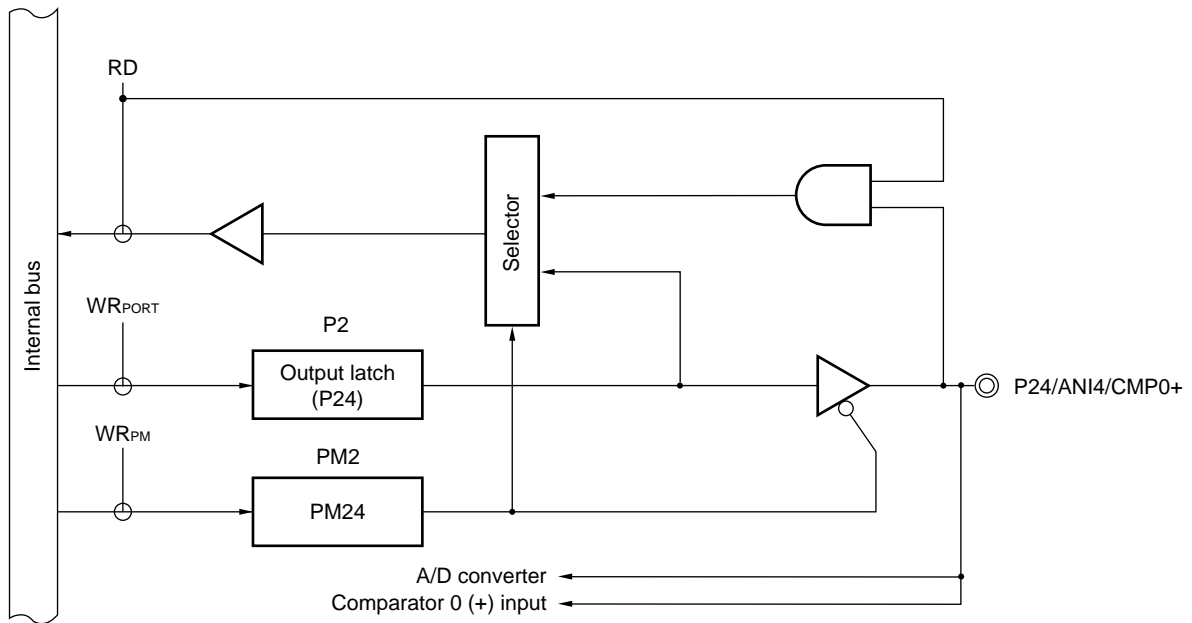 RD
Internal bus
Selector
WRPORT
P2
Output latch
(P24)
P24/ANI4/CMP0+
WRPM
PM2
PM24
A/D converter
Comparator 0 (+) input